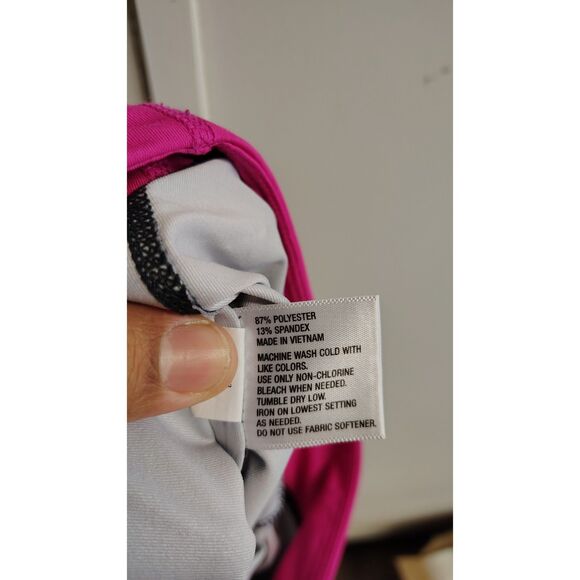 87% POLYESTER
13% SPANDEX
MADE IN VIETNAM
MACHINE WASH COLD WITH
LIKE COLORS.
USE ONLY NON-CHLORINE
BLEACH WHEN NEEDED.
TUMBLE DRY LOW.
IRON ON LOWEST SETTING
AS NEEDED.
DO NOT USE FABRIC SOFTENER.